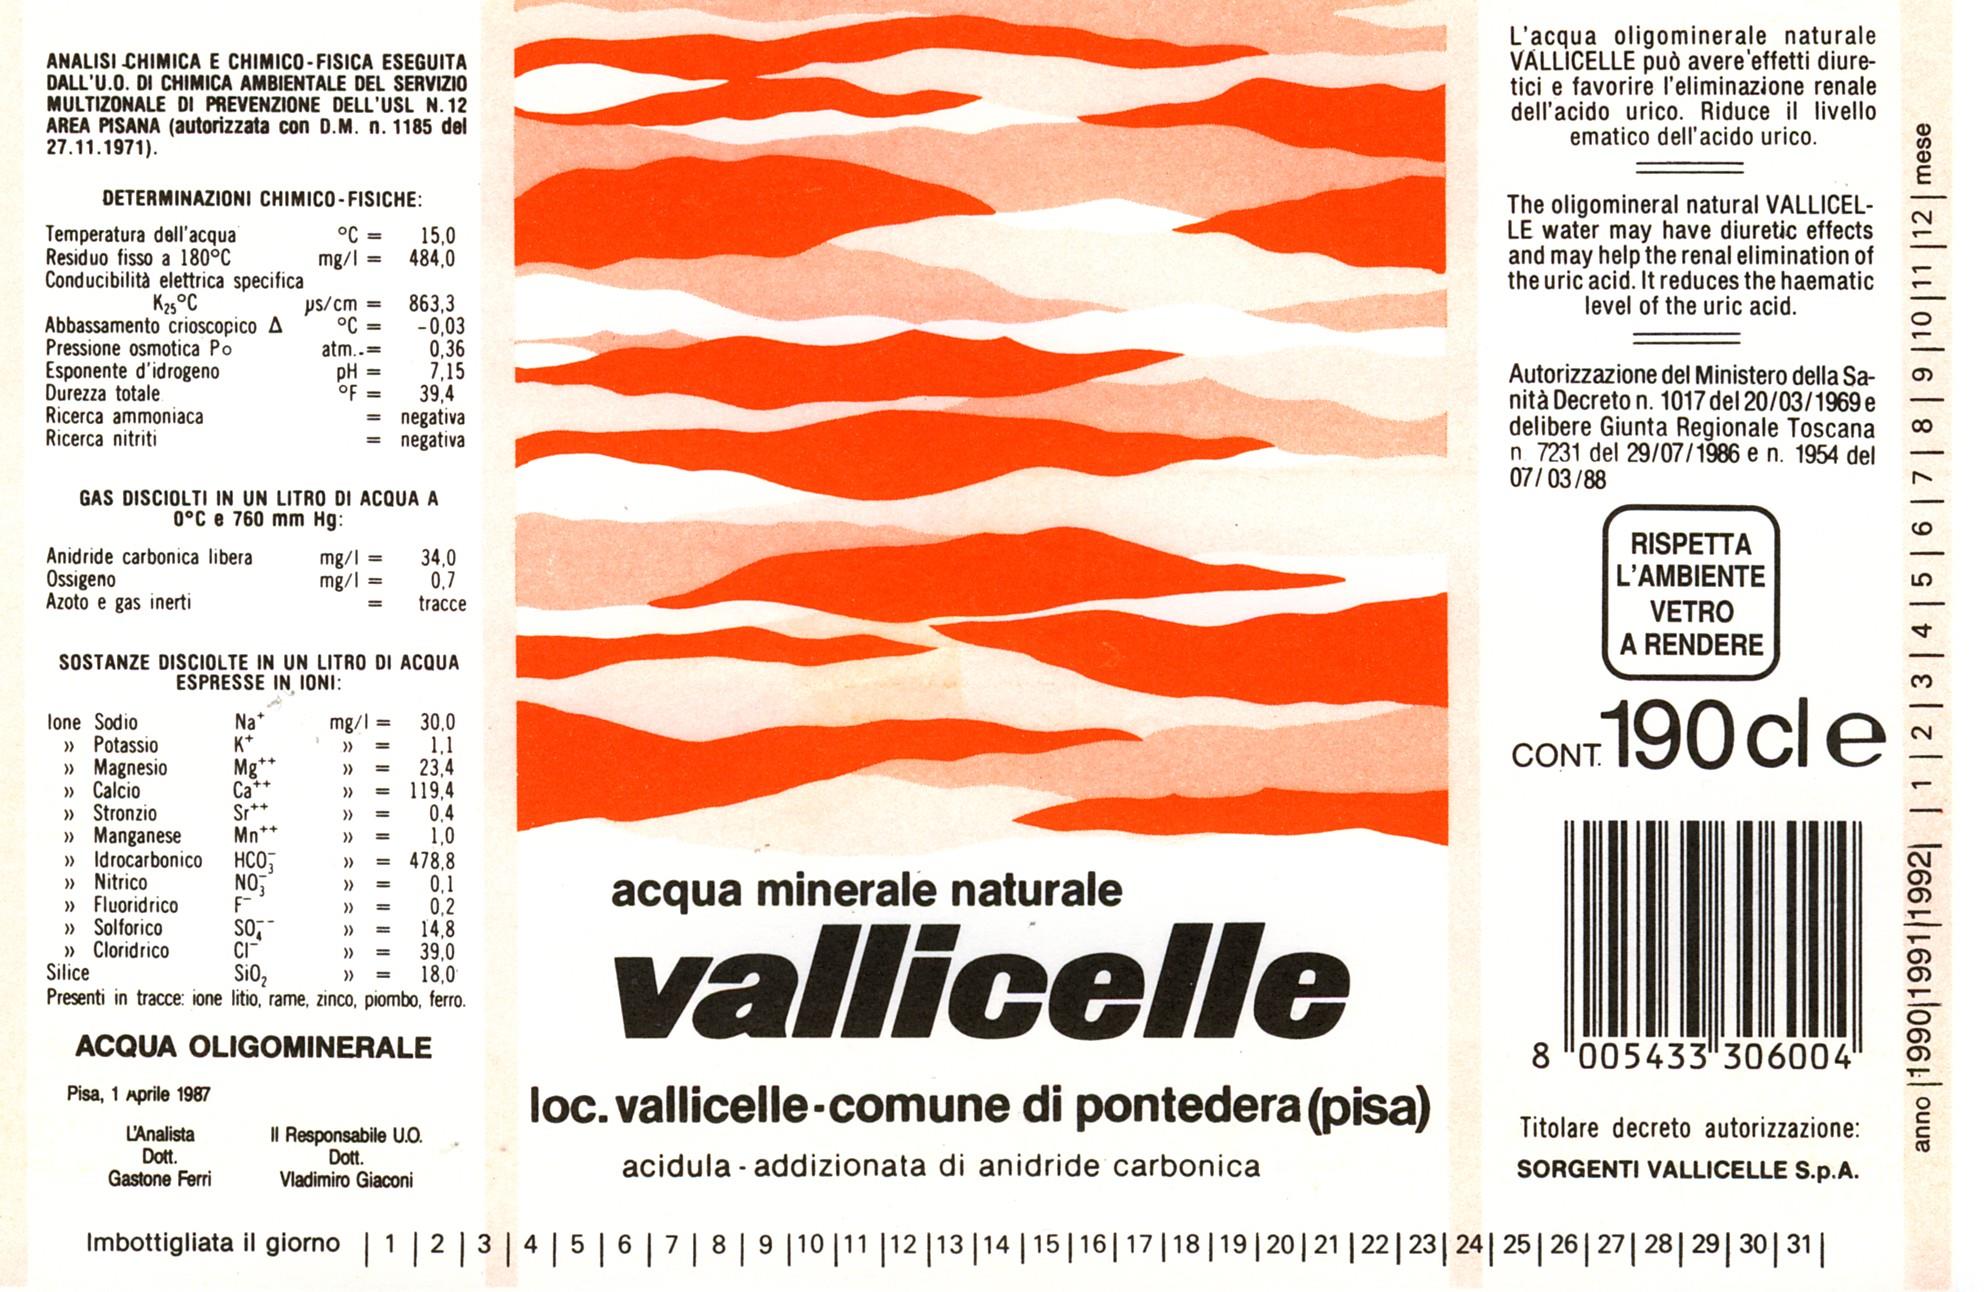 ANALISI CHIMICA E CHIMICO-FISICA ESEGUITA
DALL'U.O. DI CHIMICA AMBIENTALE DEL SERVIZIO
MULTIZONALE DI PREVENZIONE DELL'USL N. 12
AREA PISANA (autorizzata con D.M. n. 1185 del
27.11.1971).
DETERMINAZIONI CHIMICO-FISICHE:
Temperatura dell'acqua °C = 15,0
Residuo fisso a 180°C mg/l = 484,0
Conducibilità elettrica specifica
K25°C µs/cm = 863,3
Abbassamento crioscopico Δ °C = -0,03
Pressione osmotica Po atm. = 0,36
Esponente d'idrogeno pH = 7,15
Durezza totale °F = 39,4
Ricerca ammoniaca = negativa
Ricerca nitriti = negativa
GAS DISCIOLTI IN UN LITRO DI ACQUA A
0°C e 760 mm Hg:
Anidride carbonica libera mg/l = 34,0
Ossigeno mg/l = 0,7
Azoto e gas inerti = tracce
SOSTANZE DISCIOLTE IN UN LITRO DI ACQUA
ESPRESSE IN IONI:
Ione Sodio Na⁺ mg/l = 30,0
» Potassio K⁺ » = 1,1
» Magnesio Mg⁺⁺ » = 23,4
» Calcio Ca⁺⁺ » = 119,4
» Stronzio Sr⁺⁺ » = 0,4
» Manganese Mn⁺⁺ » = 1,0
» Idrocarbonico HCO₃⁻ » = 478,8
» Nitrico NO₃⁻ » = 0,1
» Fluoridrico F⁻ » = 0,2
» Solforico SO₄⁻⁻ » = 14,8
» Cloridrico Cl⁻ » = 39,0
Silice SiO₂ » = 18,0
Presenti in tracce: ione litio, rame, zinco, piombo, ferro.
ACQUA OLIGOMINERALE
Pisa, 1 Aprile 1987
L'Analista Il Responsabile U.O.
Dott. Dott.
Gastone Ferri Vladimiro Giaconi
acqua minerale naturale
vallicelle
loc. vallicelle-comune di pontedera (pisa)
acidula - addizionata di anidride carbonica
L'acqua oligominerale naturale
VALLICELLE può avere effetti diure-
tici e favorire l'eliminazione renale
dell'acido urico. Riduce il livello
ematico dell'acido urico.
The oligomineral natural VALLICEL-
LE water may have diuretic effects
and may help the renal elimination of
the uric acid. It reduces the haematic
level of the uric acid.
Autorizzazione del Ministero della Sa-
nità Decreto n. 1017 del 20/03/1969 e
delibere Giunta Regionale Toscana
n 7231 del 29/07/1986 e n. 1954 del
07/03/88
RISPETTA
L'AMBIENTE
VETRO
A RENDERE
CONT. 190 cl e
8 005433 306004
Titolare decreto autorizzazione:
SORGENTI VALLICELLE S.p.A.
anno | 1990 | 1991 | 1992 | 1 | 2 | 3 | 4 | 5 | 6 | 7 | 8 | 9 | 10 | 11 | 12 | mese
Imbottigliata il giorno | 1 | 2 | 3 | 4 | 5 | 6 | 7 | 8 | 9 | 10 | 11 | 12 | 13 | 14 | 15 | 16 | 17 | 18 | 19 | 20 | 21 | 22 | 23 | 24 | 25 | 26 | 27 | 28 | 29 | 30 | 31 |